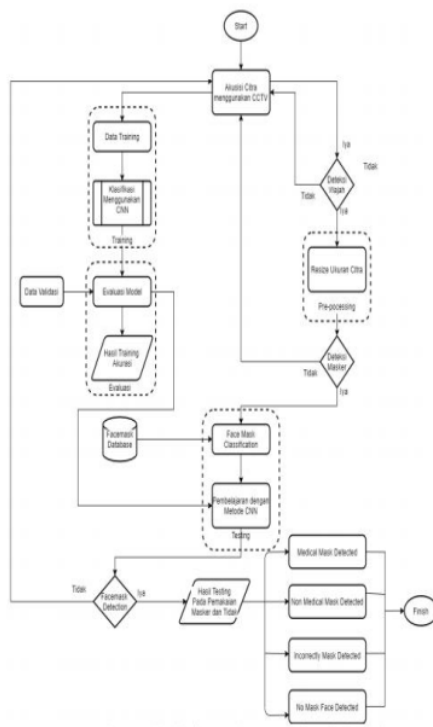 Start
Akusisi Citra
menggunakan CCTV
Iya
Tidak
Data Training
Deteksi
Wajah
Tidak
Klasifikasi
Menggunakan
CNN
Iya
Training
Resize Ukuran Citra
Data Validasi
Evaluasi Model
Pre-pocessing
Hasil Training
Akurasi
Deteksi
Masker
Tidak
Iya
Evaluasi
Facemask
Database
Face Mask
Classification
Pembelajaran dengan
Metode CNN
Testing
Medical Mask Detected
Tidak
Facemask
Detection
Iya
Hasil Testing
Pada Pemakaian
Masker dan Tidak
Non Medical Mask Detected
Finish
Incorrectly Mask Detected
No Mask Face Detected